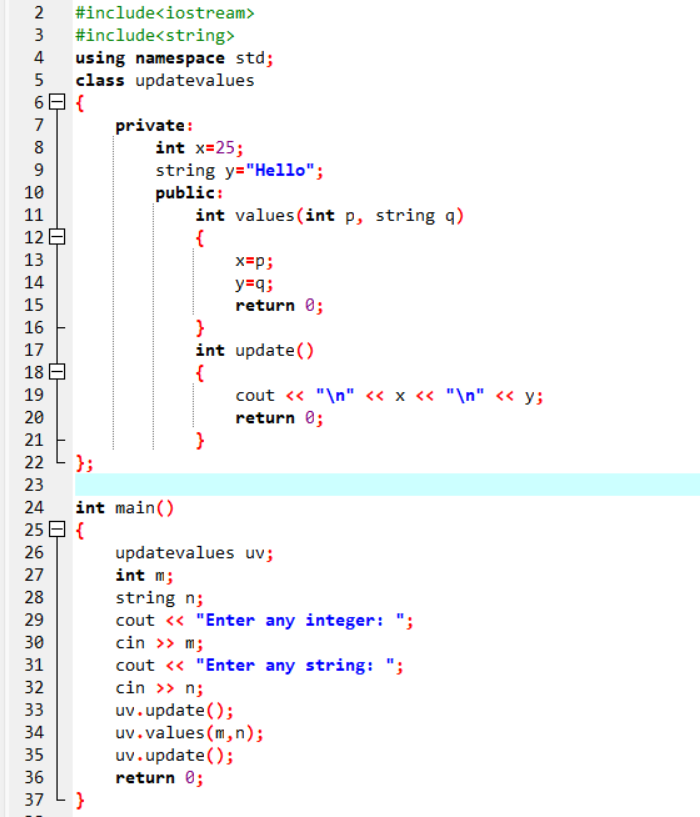 2 #include<iostream>
3 #include<string>
4 using namespace std;
5 class updatevalues
6 {
7     private:
8         int x=25;
9         string y="Hello";
10         public:
11             int values(int p, string q)
12             {
13                 x=p;
14                 y=q;
15                 return 0;
16             }
17             int update()
18             {
19                 cout << "\n" << x << "\n" << y;
20                 return 0;
21             }
22 };
23
24 int main()
25 {
26     updatevalues uv;
27     int m;
28     string n;
29     cout << "Enter any integer: ";
30     cin >> m;
31     cout << "Enter any string: ";
32     cin >> n;
33     uv.update();
34     uv.values(m,n);
35     uv.update();
36     return 0;
37 }